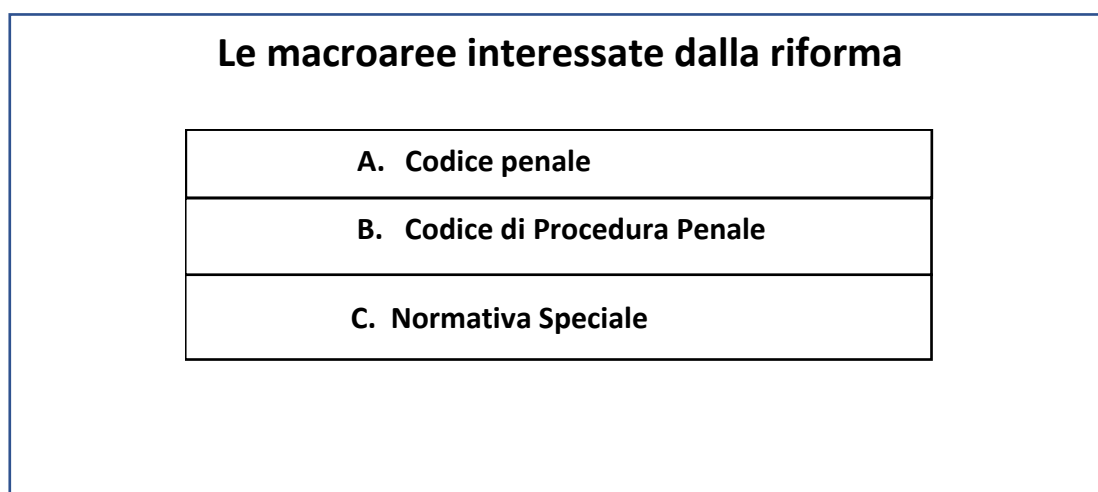 Le macroaree interessate dalla riforma
A. Codice penale
B. Codice di Procedura Penale
C. Normativa Speciale